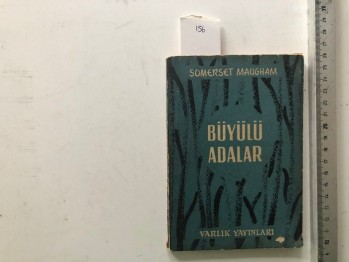 156
SOMERSET MAUGHAM
BÜYÜLÜ
ADALAR
VARLIK YAYINLARI